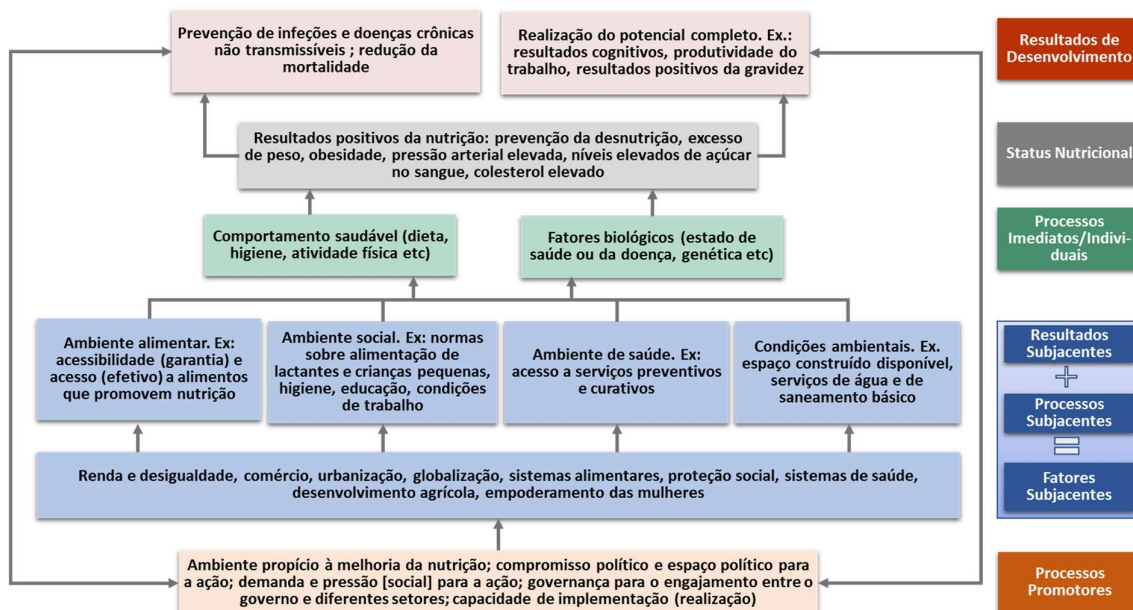 Prevenção de infeções e doenças crônicas
não transmissíveis ; redução da
mortalidade
Realização do potencial completo. Ex.:
resultados cognitivos, produtividade do
trabalho, resultados positivos da gravidez
Resultados de
Desenvolvimento
Resultados positivos da nutrição: prevenção da desnutrição, excesso
de peso, obesidade, pressão arterial elevada, níveis elevados de açúcar
no sangue, colesterol elevado
Status Nutricional
Comportamento saudável (dieta,
higiene, atividade física etc)
Fatores biológicos (estado de
saúde ou da doença, genética etc)
Processos
Imediatos/Indivi-
duais
Ambiente alimentar. Ex:
acessibilidade (garantia) e
acesso (efetivo) a alimentos
que promovem nutrição
Ambiente social. Ex: normas
sobre alimentação de
lactantes e crianças pequenas,
higiene, educação, condições
de trabalho
Ambiente de saúde. Ex:
acesso a serviços preventivos
e curativos
Condições ambientais. Ex.
espaço construído disponível,
serviços de água e de
saneamento básico
Resultados
Subjacentes
+
Processos
Subjacentes
=
Fatores
Subjacentes
Renda e desigualdade, comércio, urbanização, globalização, sistemas alimentares, proteção social, sistemas de saúde,
desenvolvimento agrícola, empoderamento das mulheres
Ambiente propício à melhoria da nutrição; compromisso político e espaço político para
a ação; demanda e pressão [social] para a ação; governança para o engajamento entre o
governo e diferentes setores; capacidade de implementação (realização)
Processos
Promotores